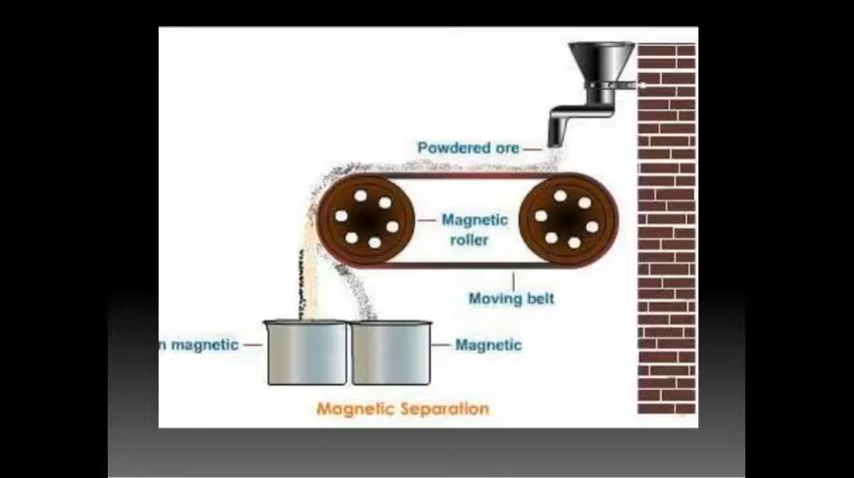 Powdered ore
Magnetic
roller
Moving belt
n magnetic
Magnetic
Magnetic Separation